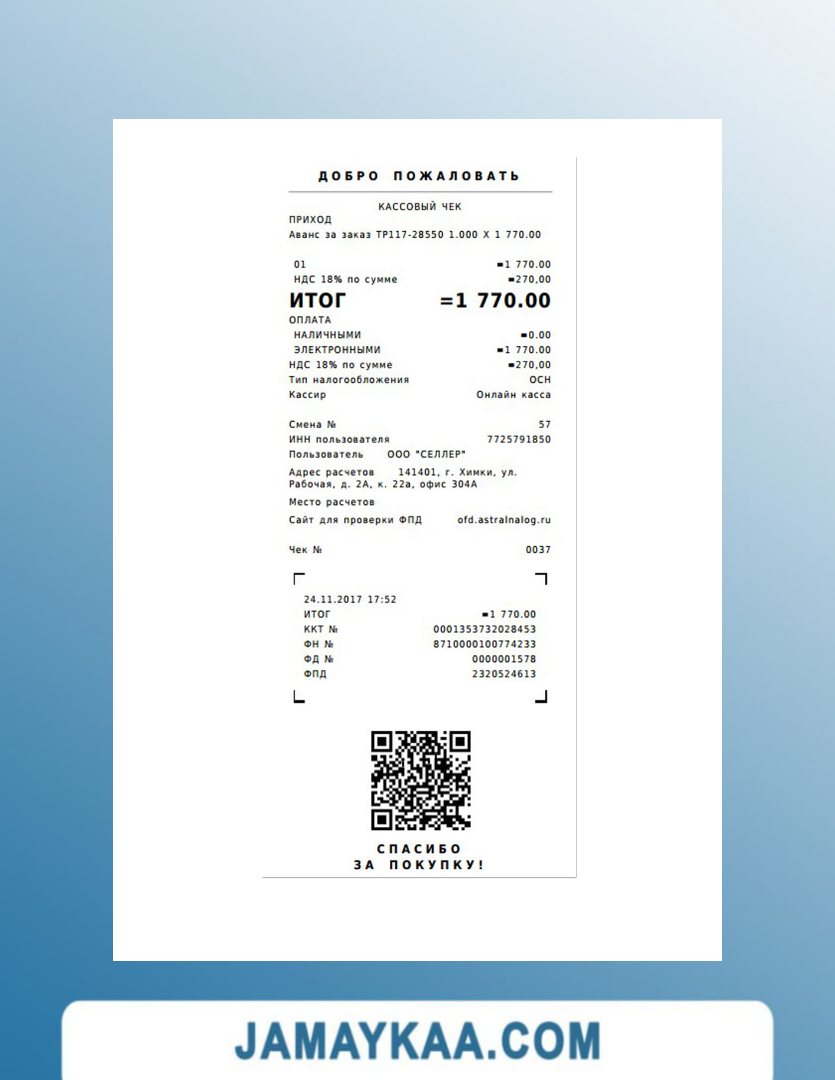 ДОБРО ПОЖАЛОВАТЬ
КАССОВЫЙ ЧЕК
ПРИХОД
Аванс за заказ ТР117-28550 1.000 X 1 770.00
01 =1 770.00
НДС 18% по сумме =270,00
ИТОГ =1 770.00
ОПЛАТА
НАЛИЧНЫМИ =0.00
ЭЛЕКТРОННЫМИ =1 770.00
НДС 18% по сумме =270,00
Тип налогообложения ОСН
Кассир Онлайн касса
Смена № 57
ИНН пользователя 7725791850
Пользователь ООО "СЕЛЛЕР"
Адрес расчетов 141401, г. Химки, ул.
Рабочая, д. 2А, к. 22а, офис 304А
Место расчетов
Сайт для проверки ФПД ofd.astralnalog.ru
Чек № 0037
24.11.2017 17:52
ИТОГ =1 770.00
ККТ № 0001353732028453
ФН № 8710000100774233
ФД № 0000001578
ФПД 2320524613
СПАСИБО
ЗА ПОКУПКУ!
JAMAYKAA.COM